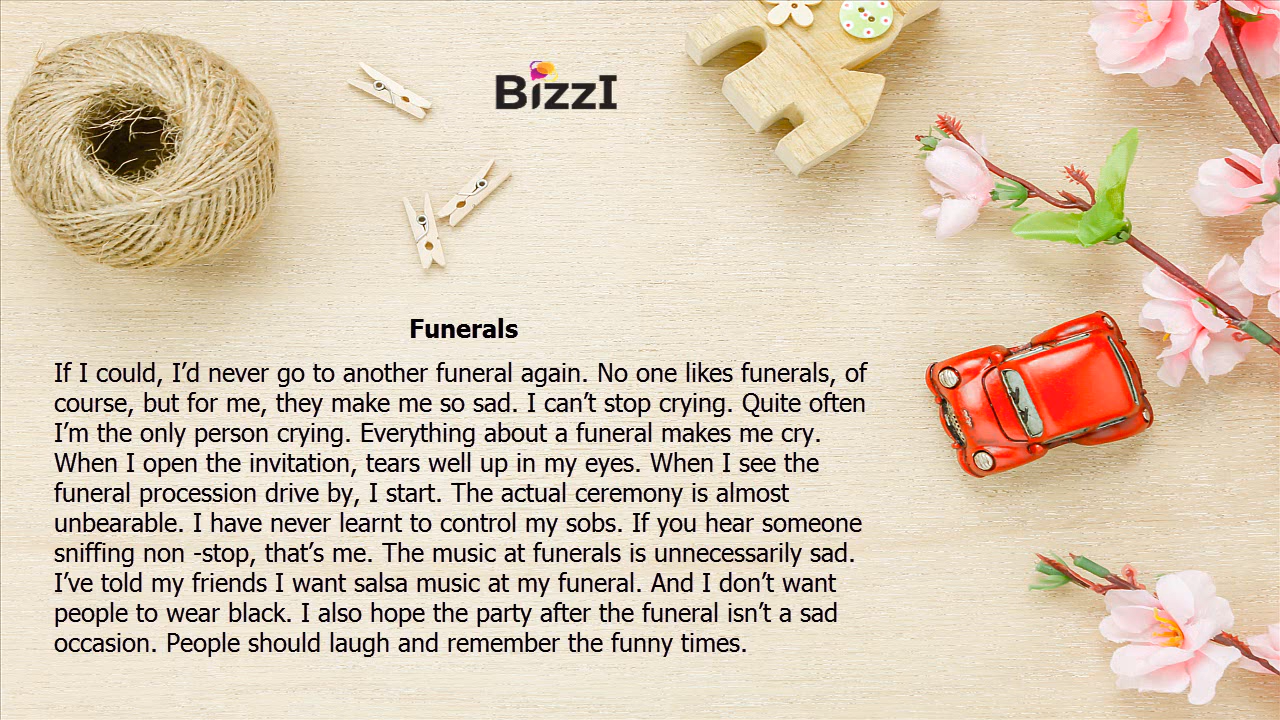 BizzI
Funerals
If I could, I’d never go to another funeral again. No one likes funerals, of
course, but for me, they make me so sad. I can’t stop crying. Quite often
I’m the only person crying. Everything about a funeral makes me cry.
When I open the invitation, tears well up in my eyes. When I see the
funeral procession drive by, I start. The actual ceremony is almost
unbearable. I have never learnt to control my sobs. If you hear someone
sniffing non -stop, that’s me. The music at funerals is unnecessarily sad.
I’ve told my friends I want salsa music at my funeral. And I don’t want
people to wear black. I also hope the party after the funeral isn’t a sad
occasion. People should laugh and remember the funny times.